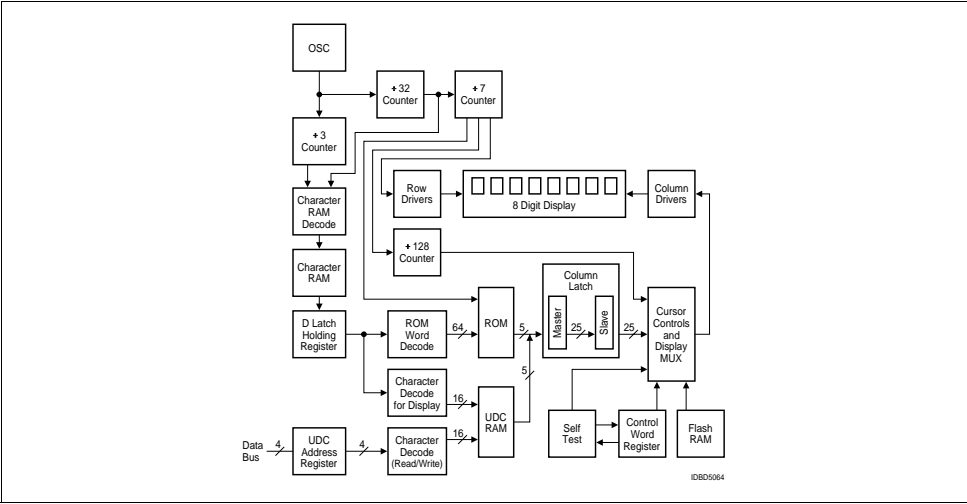 OSC
÷ 32
Counter
÷ 7
Counter
÷ 3
Counter
Row
Drivers
8 Digit Display
Column
Drivers
Character
RAM
Decode
÷ 128
Counter
Character
RAM
Column
Latch
Master
25
Slave
25
Cursor
Controls
and
Display
MUX
D Latch
Holding
Register
ROM
Word
Decode
64
ROM
5
5
Character
Decode
for Display
16
UDC
RAM
16
Data
Bus
4
UDC
Address
Register
4
Character
Decode
(Read/Write)
Self
Test
Control
Word
Register
Flash
RAM
IDBD5064